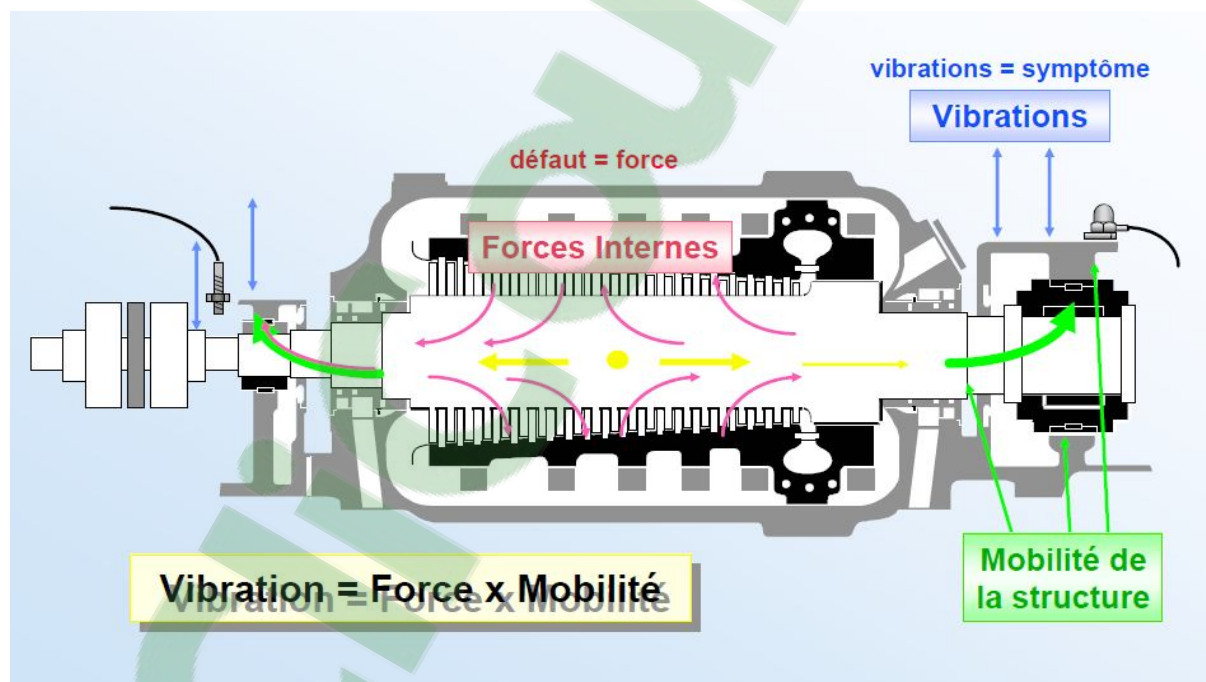 vibrations = symptôme
Vibrations
défaut = force
Forces Internes
Vibration = Force x Mobilité
Mobilité de
la structure